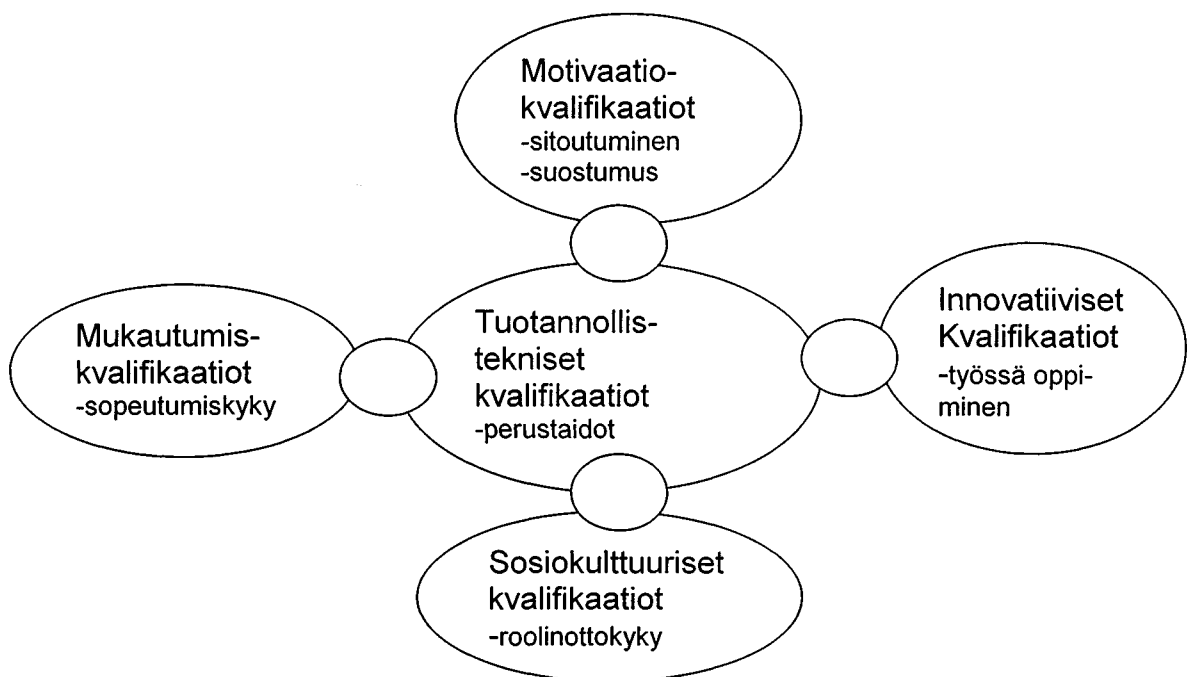 Motivaatio-
kvalifikaatiot
-sitoutuminen
-suostumus
Mukautumis-
kvalifikaatiot
-sopeutumiskyky
Tuotannollis-
tekniset
kvalifikaatiot
-perustaidot
Innovatiiviset
Kvalifikaatiot
-työssä oppi-
minen
Sosiokulttuuriset
kvalifikaatiot
-roolinottokyky